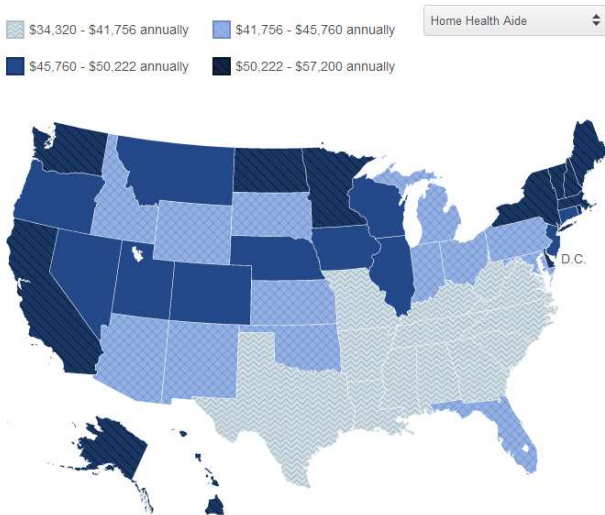 Home Health Aide
$34,320 - $41,756 annually
$41,756 - $45,760 annually
$45,760 - $50,222 annually
$50,222 - $57,200 annually
D.C.